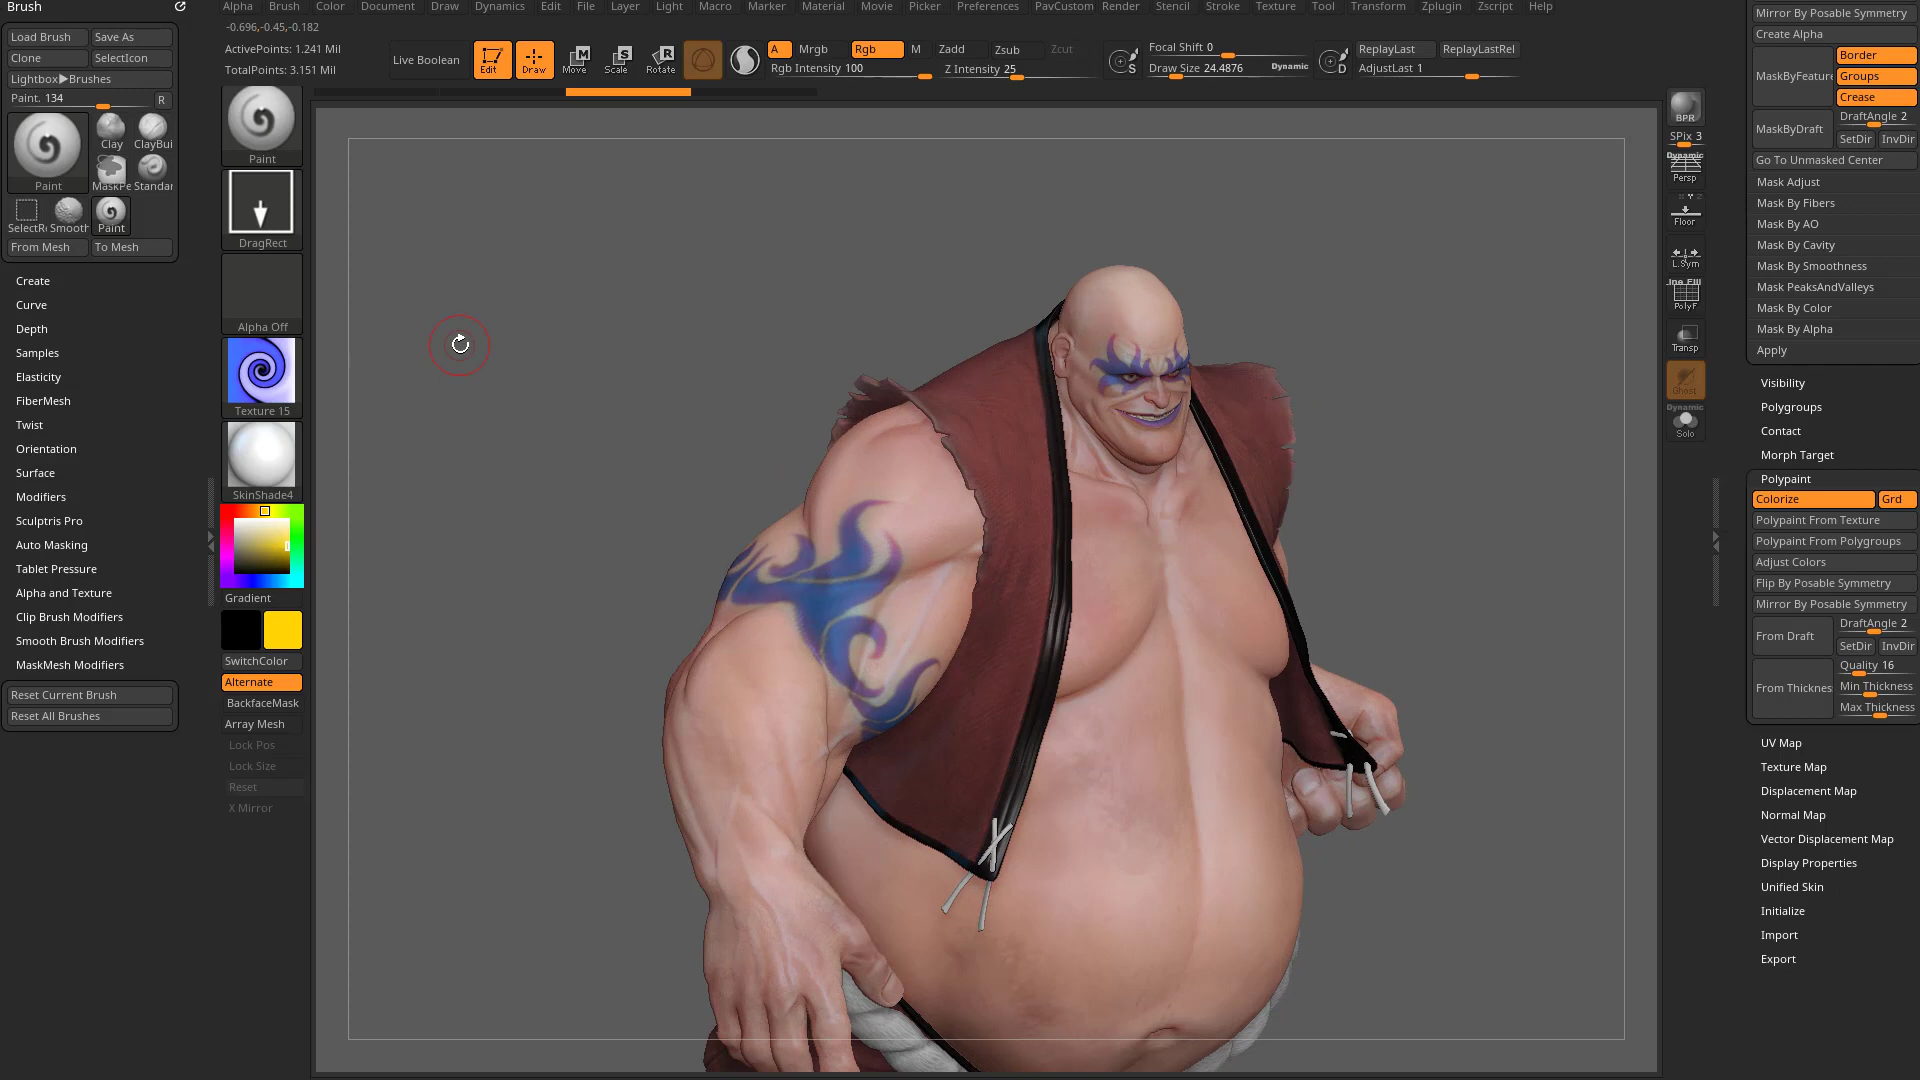 Brush
Load Brush
Save As
Clone
SelectIcon
Lightbox▶Brushes
Paint. 134
R
Paint
Clay
ClayBui
MaskPe
Standar
SelectRe
Smooth
Paint
From Mesh
To Mesh
Create
Curve
Depth
Samples
Elasticity
FiberMesh
Twist
Orientation
Surface
Modifiers
Sculptris Pro
Auto Masking
Tablet Pressure
Alpha and Texture
Clip Brush Modifiers
Smooth Brush Modifiers
MaskMesh Modifiers
Reset Current Brush
Reset All Brushes
Alpha Brush Color Document Draw Dynamics Edit File Layer Light Macro Marker Material Movie Picker Preferences PavCustom Render Stencil Stroke Texture Tool Transform Zplugin Zscript Help
-0.696,-0.45,-0.182
ActivePoints: 1.241 Mil
TotalPoints: 3.151 Mil
Live Boolean
Edit
Draw
Move
Scale
Rotate
A Mrgb Rgb M Zadd Zsub Zcut
Rgb Intensity 100
Z Intensity 25
S
Focal Shift 0
Draw Size 24.4876
Dynamic
D
ReplayLast
ReplayLastRel
AdjustLast 1
Paint
DragRect
Alpha Off
Texture 15
SkinShade4
Gradient
SwitchColor
Alternate
BackfaceMask
Array Mesh
Lock Pos
Lock Size
Reset
X Mirror
BPR
SPix 3
Dynamic
Persp
Floor
L.Sym
Line Fill
PolyF
Transp
Ghost
Dynamic
Solo
Mirror By Posable Symmetry
Create Alpha
MaskByFeature
Border
Groups
Crease
MaskByDraft
DraftAngle 2
SetDir
InvDir
Go To Unmasked Center
Mask Adjust
Mask By Fibers
Mask By AO
Mask By Cavity
Mask By Smoothness
Mask PeaksAndValleys
Mask By Color
Mask By Alpha
Apply
Visibility
Polygroups
Contact
Morph Target
Polypaint
Colorize
Grd
Polypaint From Texture
Polypaint From Polygroups
Adjust Colors
Flip By Posable Symmetry
Mirror By Posable Symmetry
From Draft
DraftAngle 2
SetDir
InvDir
From Thicknes
Quality 16
Min Thickness
Max Thickness
UV Map
Texture Map
Displacement Map
Normal Map
Vector Displacement Map
Display Properties
Unified Skin
Initialize
Import
Export